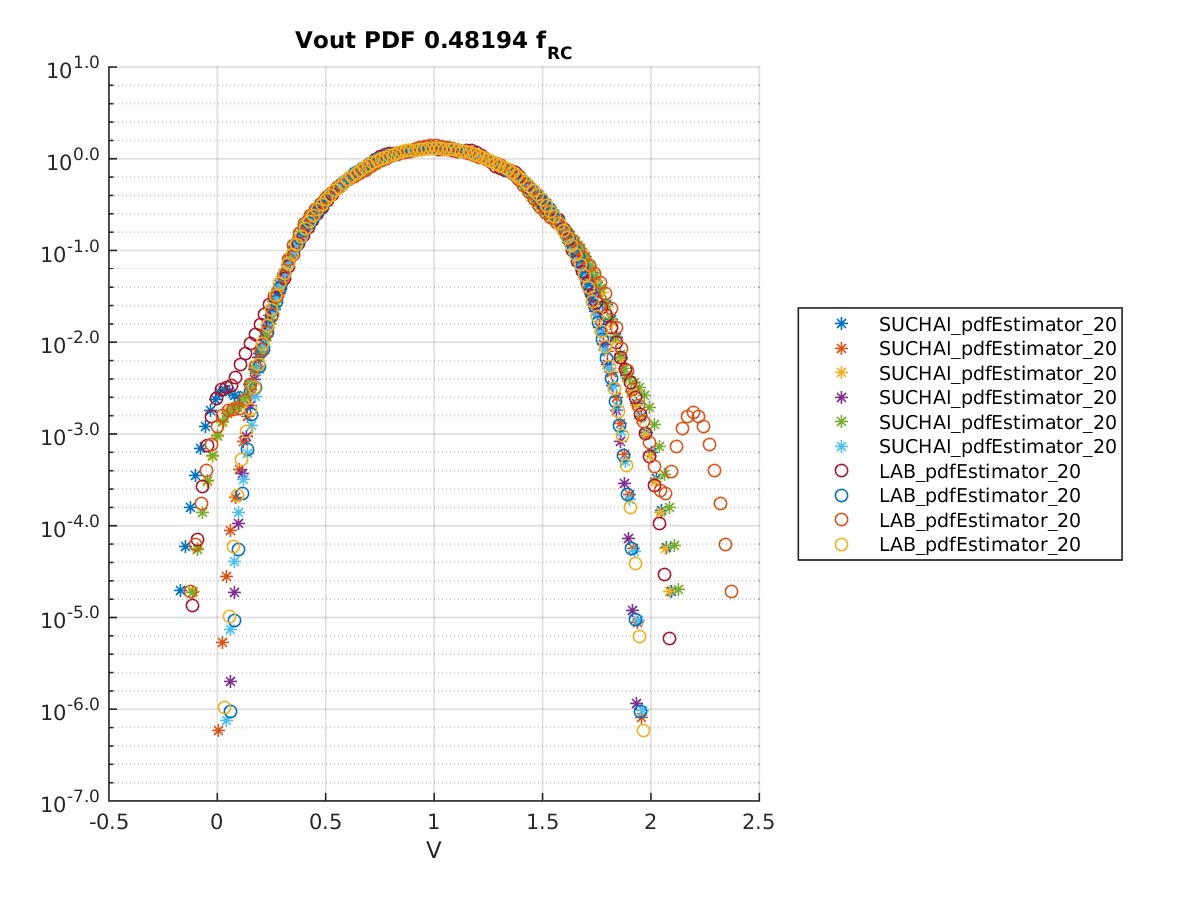 Vout PDF 0.48194 f_RC
10^1.0
10^0.0
10^-1.0
10^-2.0
10^-3.0
10^-4.0
10^-5.0
10^-6.0
10^-7.0
-0.5 0 0.5 1 1.5 2 2.5
V
SUCHAI_pdfEstimator_20
SUCHAI_pdfEstimator_20
SUCHAI_pdfEstimator_20
SUCHAI_pdfEstimator_20
SUCHAI_pdfEstimator_20
SUCHAI_pdfEstimator_20
LAB_pdfEstimator_20
LAB_pdfEstimator_20
LAB_pdfEstimator_20
LAB_pdfEstimator_20